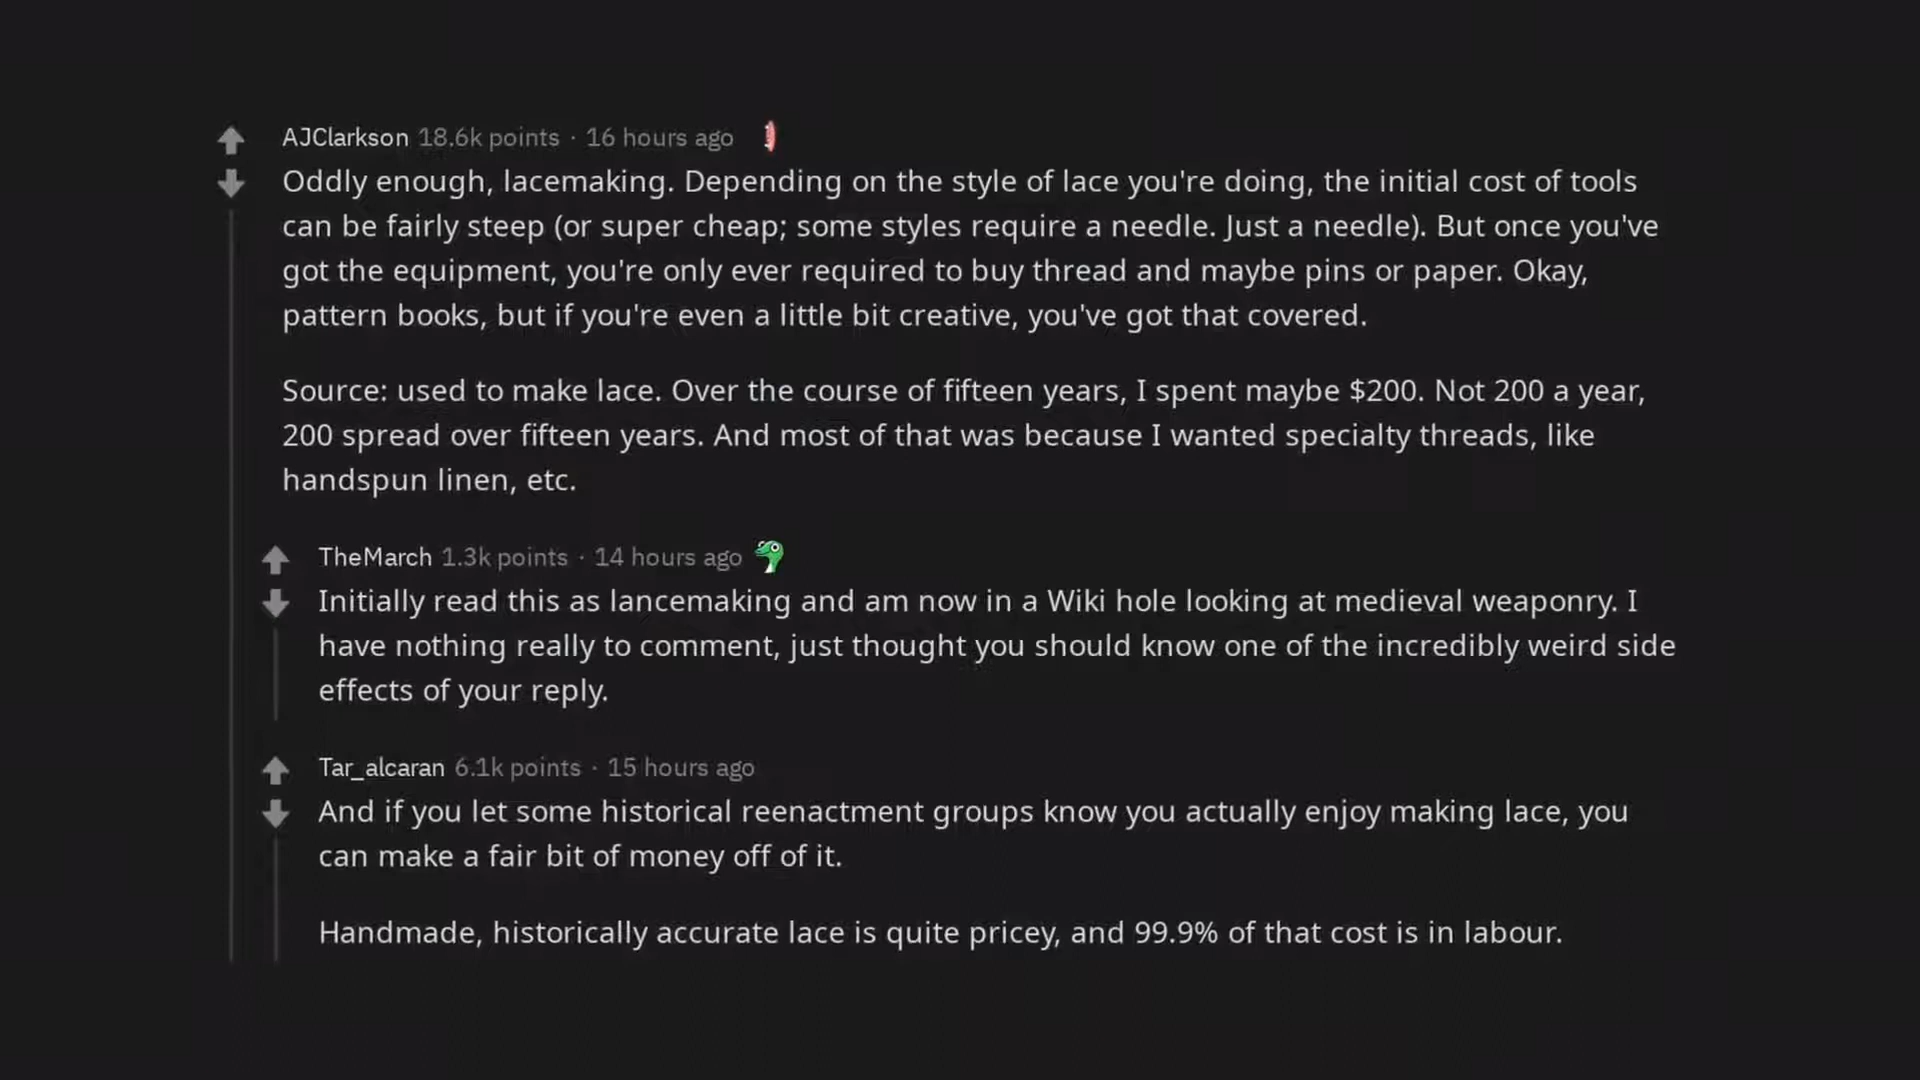 AJClarkson 18.6k points · 16 hours ago
Oddly enough, lacemaking. Depending on the style of lace you're doing, the initial cost of tools
can be fairly steep (or super cheap; some styles require a needle. Just a needle). But once you've
got the equipment, you're only ever required to buy thread and maybe pins or paper. Okay,
pattern books, but if you're even a little bit creative, you've got that covered.
Source: used to make lace. Over the course of fifteen years, I spent maybe $200. Not 200 a year,
200 spread over fifteen years. And most of that was because I wanted specialty threads, like
handspun linen, etc.
TheMarch 1.3k points · 14 hours ago
Initially read this as lancemaking and am now in a Wiki hole looking at medieval weaponry. I
have nothing really to comment, just thought you should know one of the incredibly weird side
effects of your reply.
Tar_alcaran 6.1k points · 15 hours ago
And if you let some historical reenactment groups know you actually enjoy making lace, you
can make a fair bit of money off of it.
Handmade, historically accurate lace is quite pricey, and 99.9% of that cost is in labour.